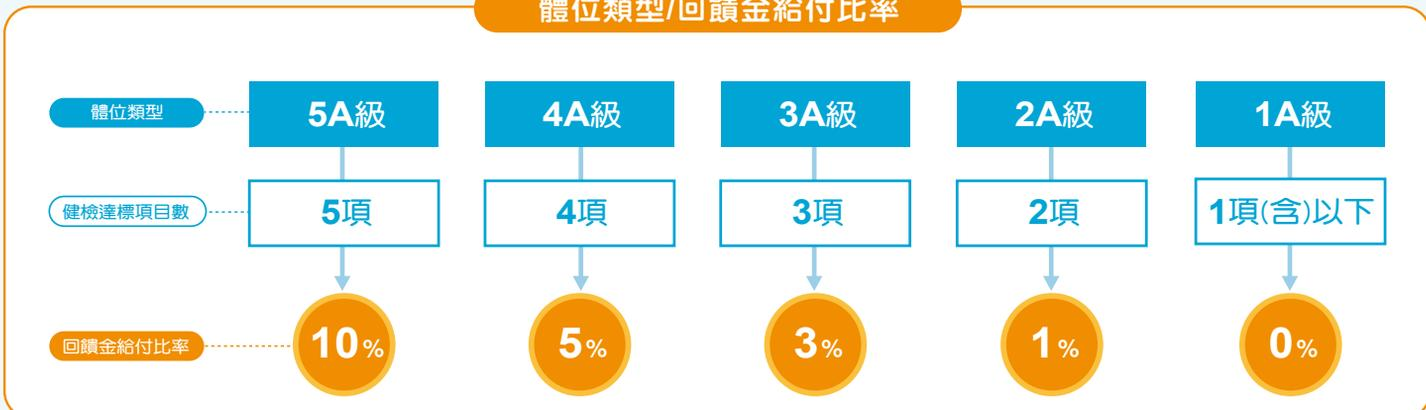 體位類型/回饋金給付比率
體位類型 5A級 4A級 3A級 2A級 1A級
健檢達標項目數 5項 4項 3項 2項 1項(含)以下
回饋金給付比率 10% 5% 3% 1% 0%